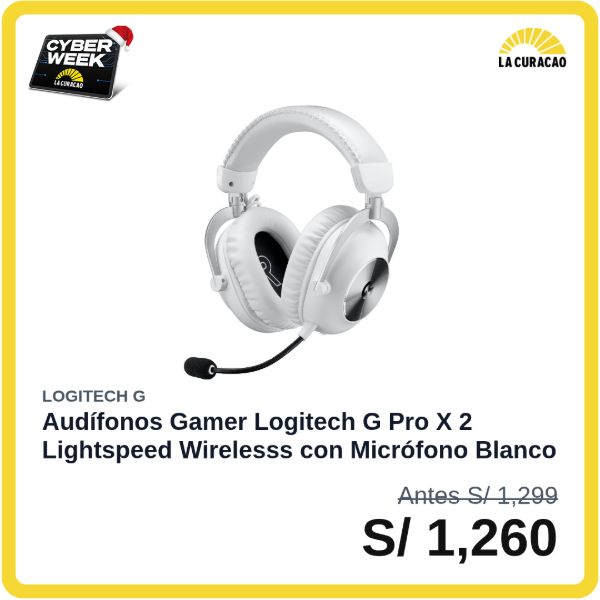 CYBER
WEEK
LA CURACAO
LA CURACAO
LOGITECH G
Audífonos Gamer Logitech G Pro X 2
Lightspeed Wirelesss con Micrófono Blanco
Antes S/ 1,299
S/ 1,260